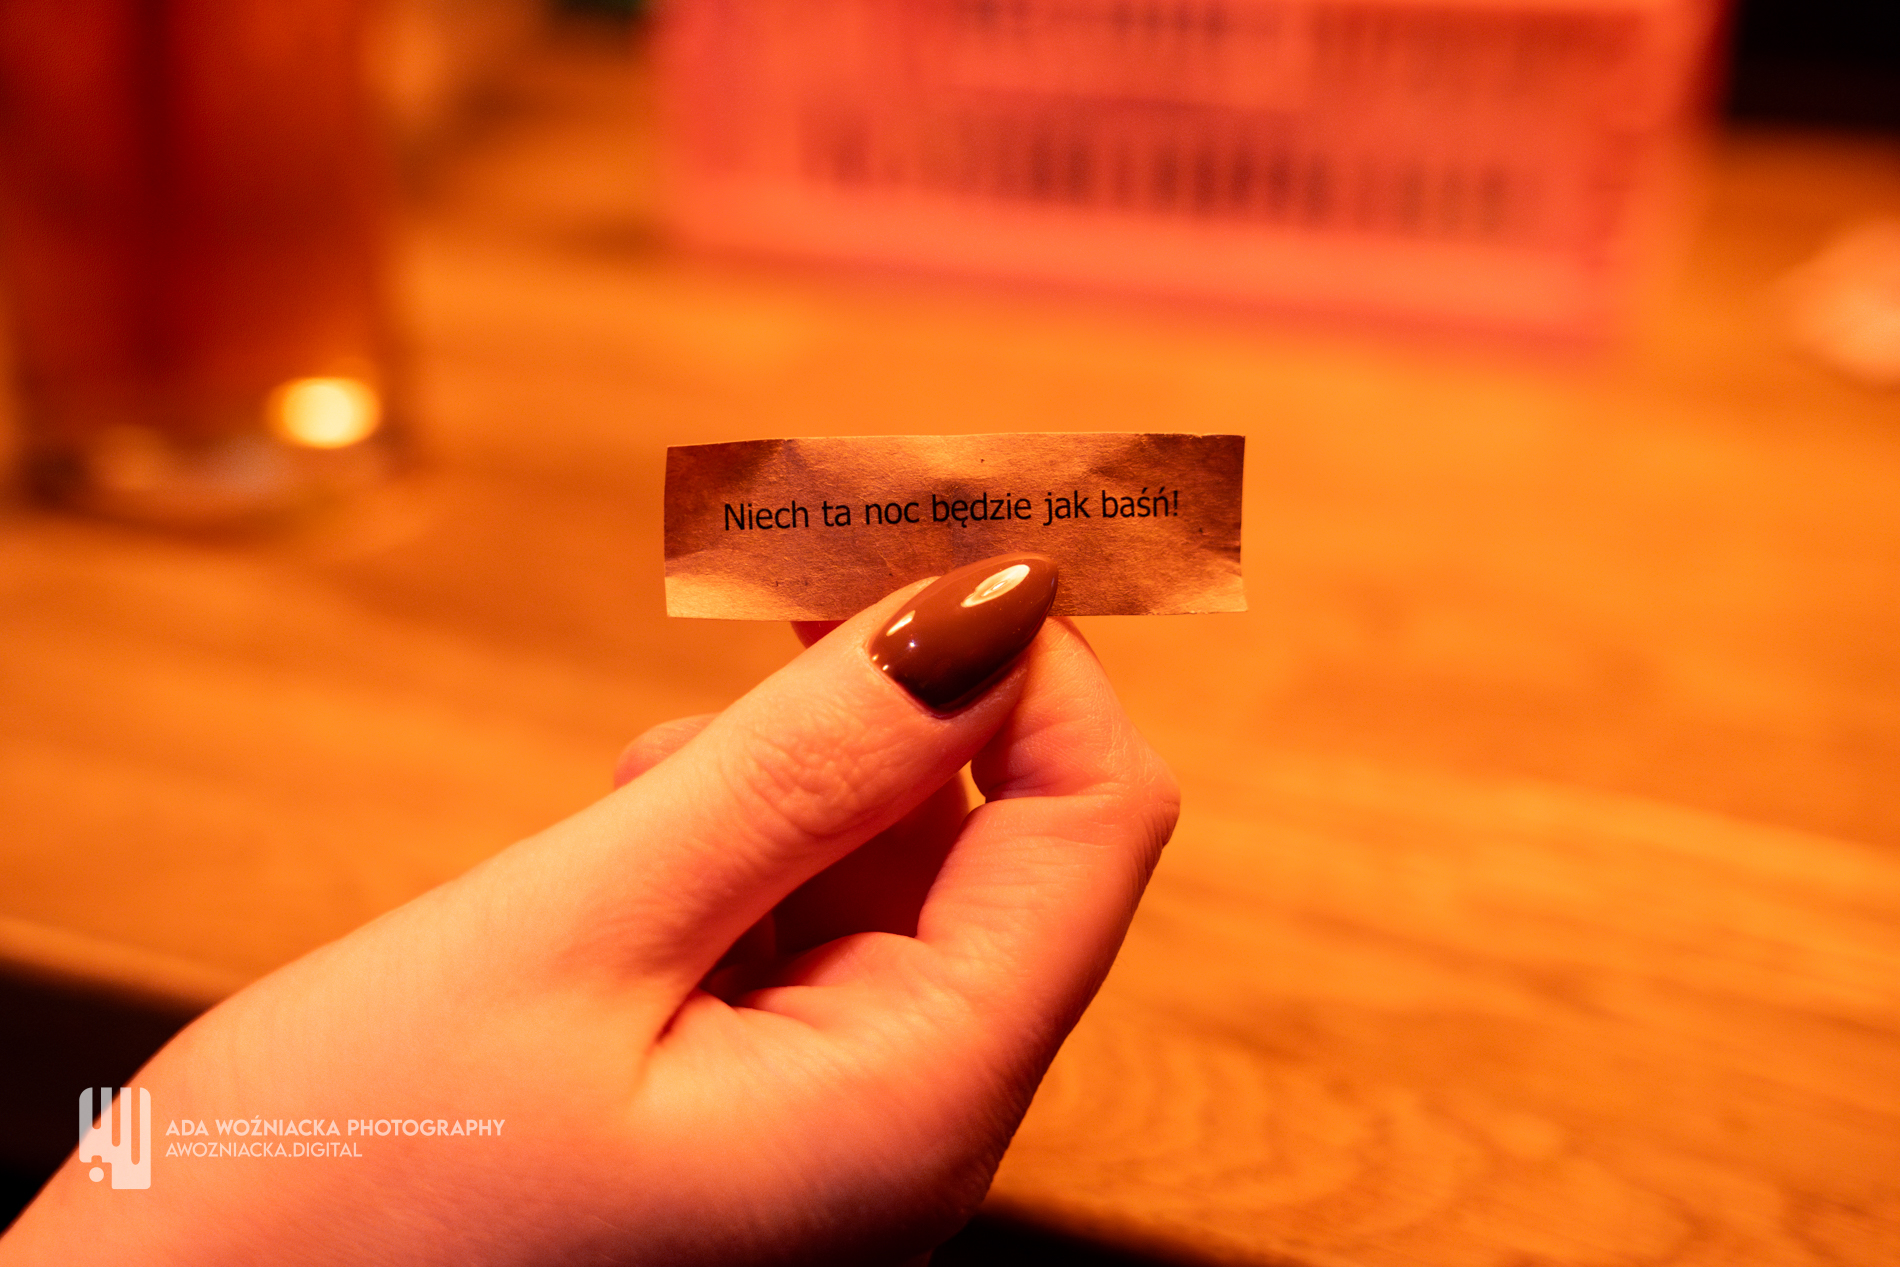 Niech ta noc będzie jak baśń!
ADA WOŹNIACKA PHOTOGRAPHY
AWOZNIACKA.DIGITAL